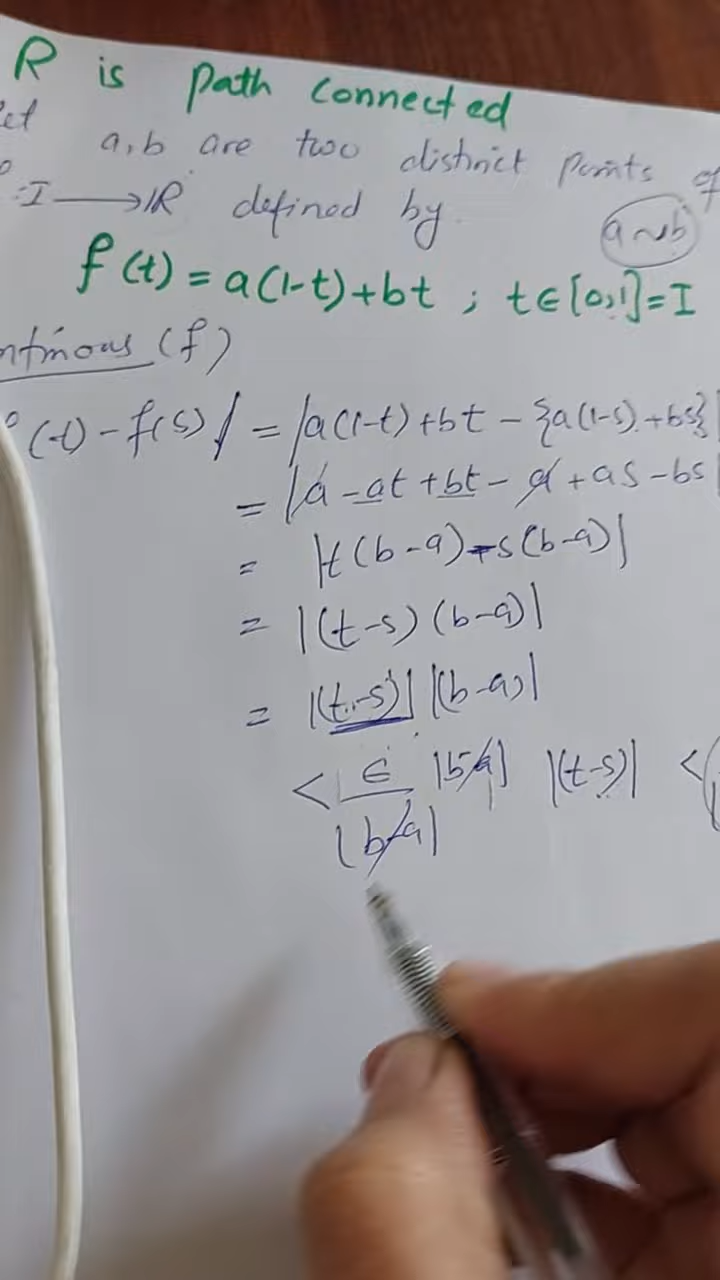 R is path connected
a, b are two distinct points of
: I → R defined by
a ~ b
f(t) = a(1-t)+bt ; t∈[0,1]=I
(f)
(t) - f(s)| = |a(1-t)+bt - {a(1-s)+bs}|
= |a - at + bt - a + as - bs|
= |t(b-a) - s(b-a)|
= |(t-s)(b-a)|
= |(t-s)| |(b-a)|
< ϵ/|b-a| |b-a| |(t-s)| <